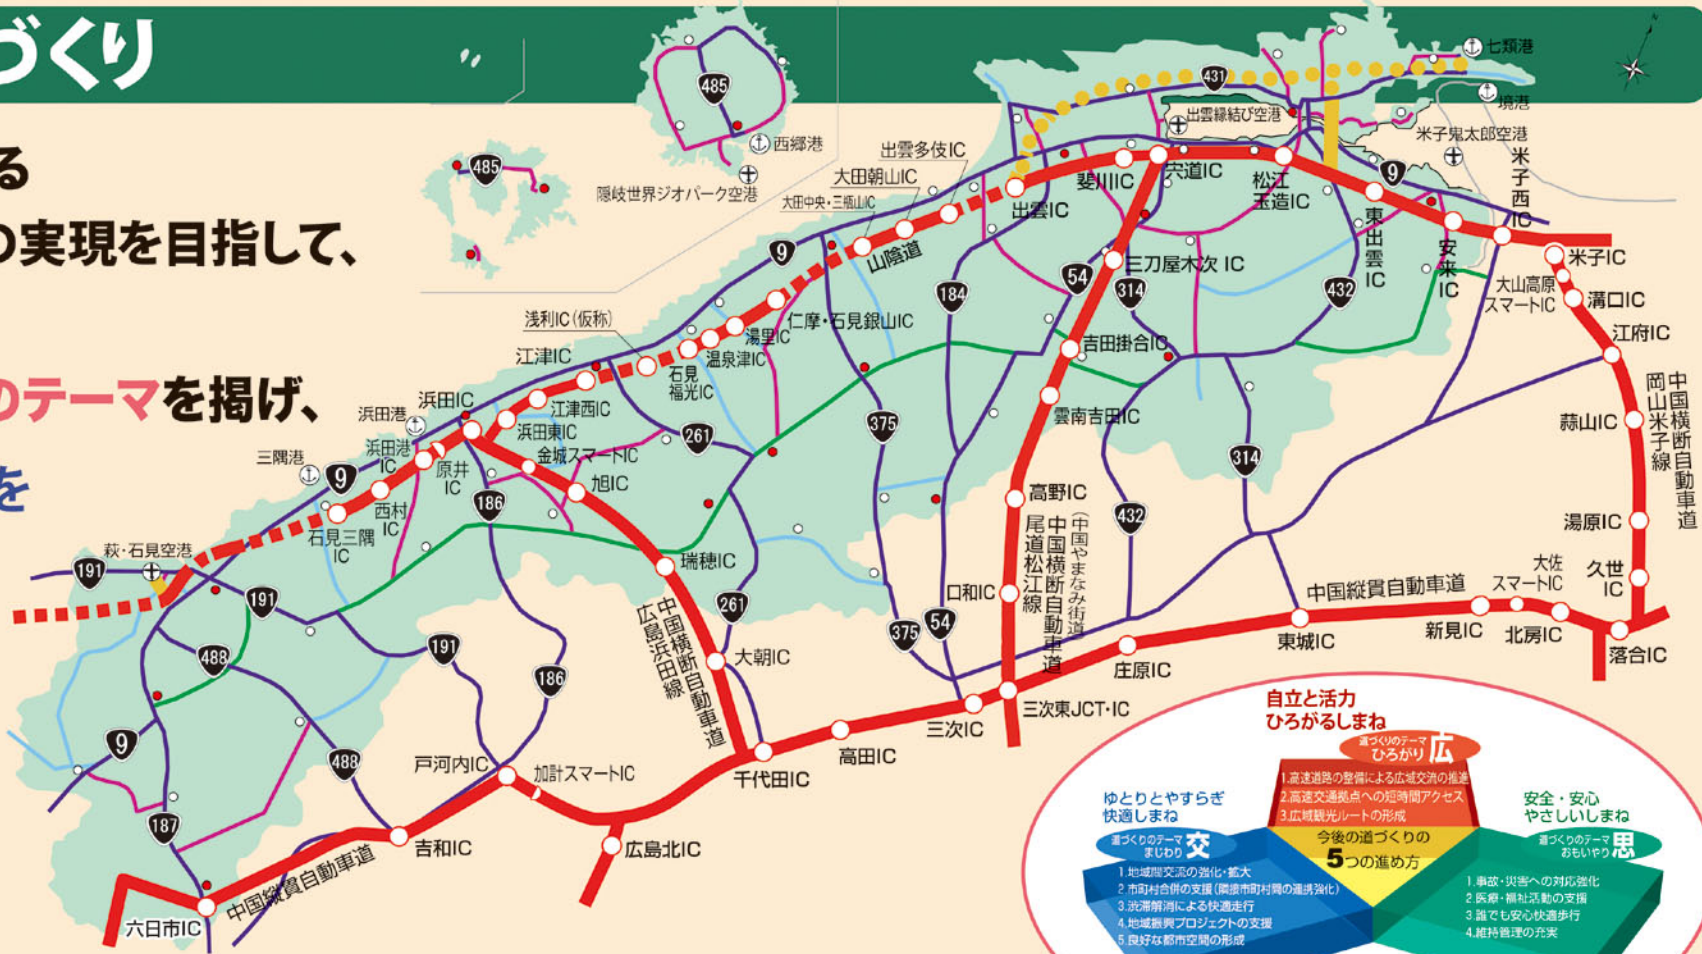 づくり
る
の実現を目指して、
のテーマを掲げ、
を
485
西郷港
隠岐世界ジオパーク空港
485
七類港
境港
431
出雲縁結び空港
米子鬼太郎空港
出雲多伎IC
大田朝山IC
大田中央・三瓶山IC
斐川IC
宍道IC
松江玉造IC
9
米子西IC
出雲IC
東出雲IC
安来IC
米子IC
山陰道
9
三刀屋木次 IC
54
314
184
432
大山高原スマートIC
溝口IC
江府IC
浅利IC(仮称)
仁摩・石見銀山IC
湯里IC
温泉津IC
石見福光IC
江津IC
吉田掛合IC
江津西IC
浜田IC
浜田港
浜田東IC
雲南吉田IC
蒜山IC
中国横断自動車道
岡山米子線
375
261
浜田港IC
原井IC
金城スマートIC
旭IC
三隅港
9
西村IC
186
石見三隅IC
314
高野IC
432
湯原IC
萩・石見空港
191
191
瑞穂IC
中国横断自動車道
尾道松江線
(中国やまなみ街道)
口和IC
大佐スマートIC
久世IC
中国縦貫自動車道
261
375
54
中国横断自動車道
広島浜田線
大朝IC
191
488
186
東城IC
新見IC
北房IC
落合IC
庄原IC
三次東JCT・IC
三次IC
高田IC
千代田IC
9
488
戸河内IC
加計スマートIC
187
吉和IC
広島北IC
中国縦貫自動車道
六日市IC
自立と活力
ひろがるしまね
道づくりのテーマ
ひろがり 広
1.高速道路の整備による広域交流の推進
2.高速交通拠点への短時間アクセス
3.広域観光ルートの形成
ゆとりとやすらぎ
快適しまね
道づくりのテーマ
まじわり 交
1.地域間交流の強化・拡大
2.市町村合併の支援(隣接市町村間の連携強化)
3.渋滞解消による快適走行
4.地域振興プロジェクトの支援
5.良好な都市空間の形成
今後の道づくりの
5つの進め方
安全・安心
やさしいしまね
道づくりのテーマ
おもいやり 思
1.事故・災害への対応強化
2.医療・福祉活動の支援
3.誰でも安心快適歩行
4.維持管理の充実